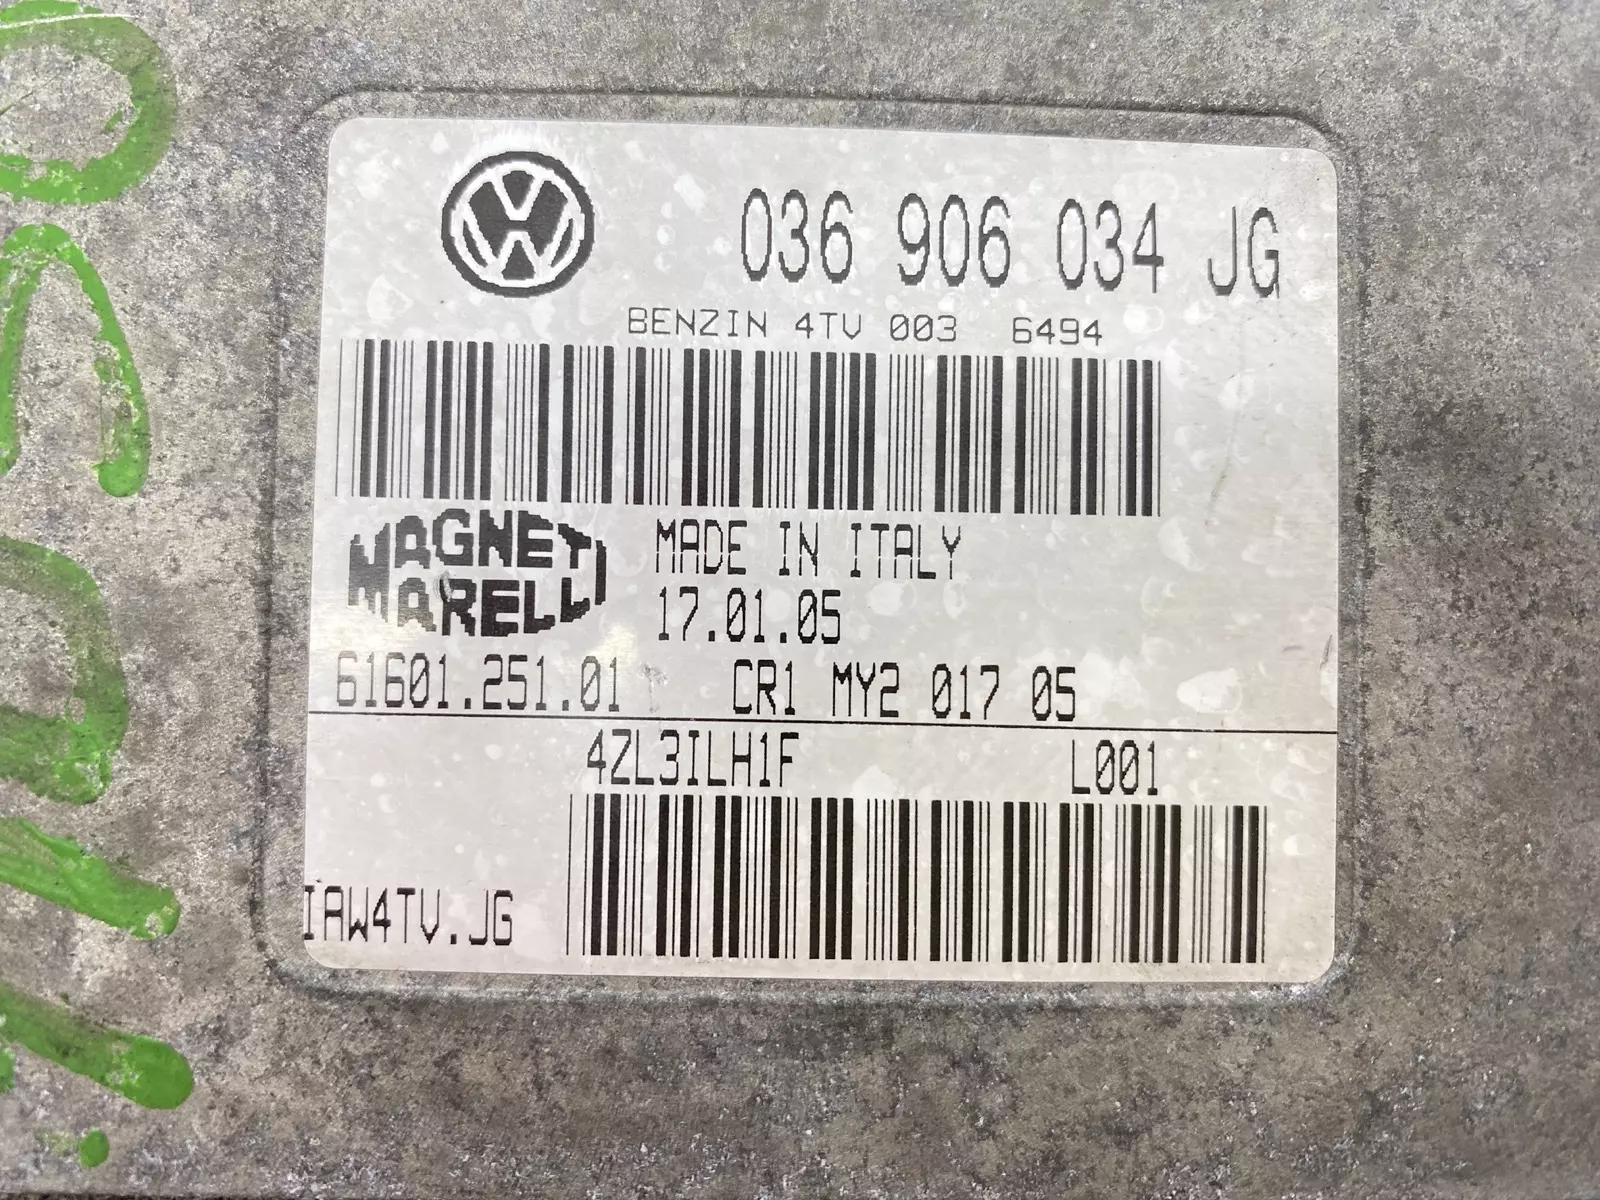 036 906 034 JG
BENZIN 4TV 003 6494
MAGNETI MARELLI
MADE IN ITALY
17.01.05
61601.251.01 CR1 MY2 017 05
4ZL3ILH1F L001
IAW4TV.JG